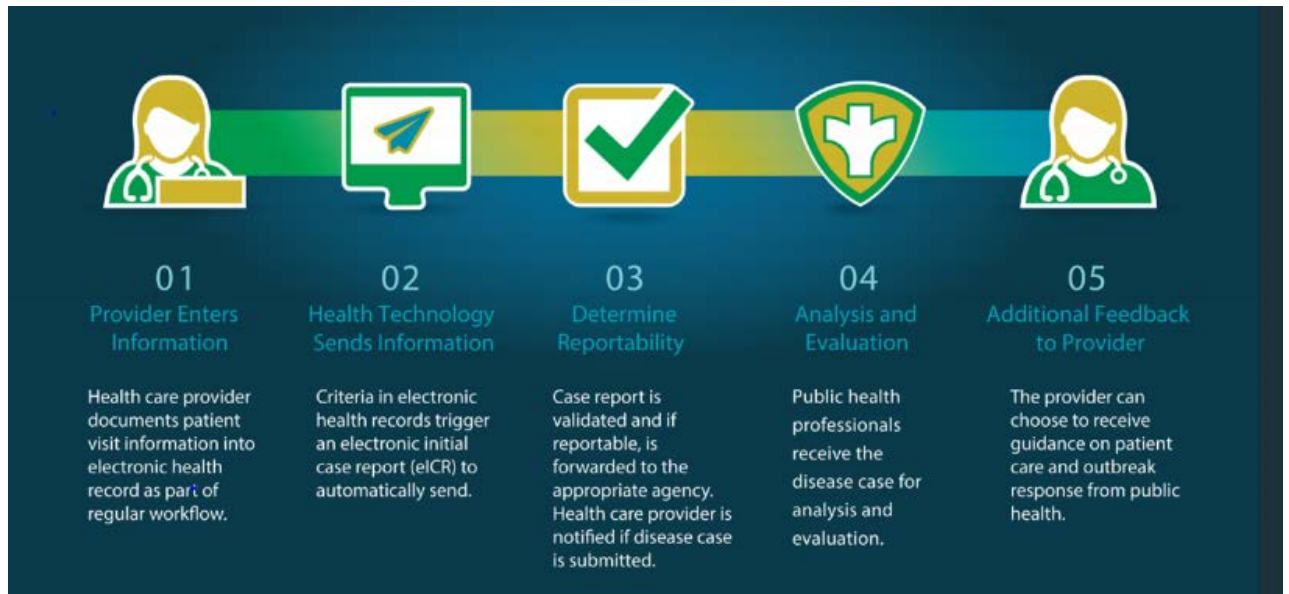 01
Provider Enters
Information
Health care provider
documents patient
visit information into
electronic health
record as part of
regular workflow.
02
Health Technology
Sends Information
Criteria in electronic
health records trigger
an electronic initial
case report (eICR) to
automatically send.
03
Determine
Reportability
Case report is
validated and if
reportable, is
forwarded to the
appropriate agency.
Health care provider is
notified if disease case
is submitted.
04
Analysis and
Evaluation
Public health
professionals
receive the
disease case for
analysis and
evaluation.
05
Additional Feedback
to Provider
The provider can
choose to receive
guidance on patient
care and outbreak
response from public
health.